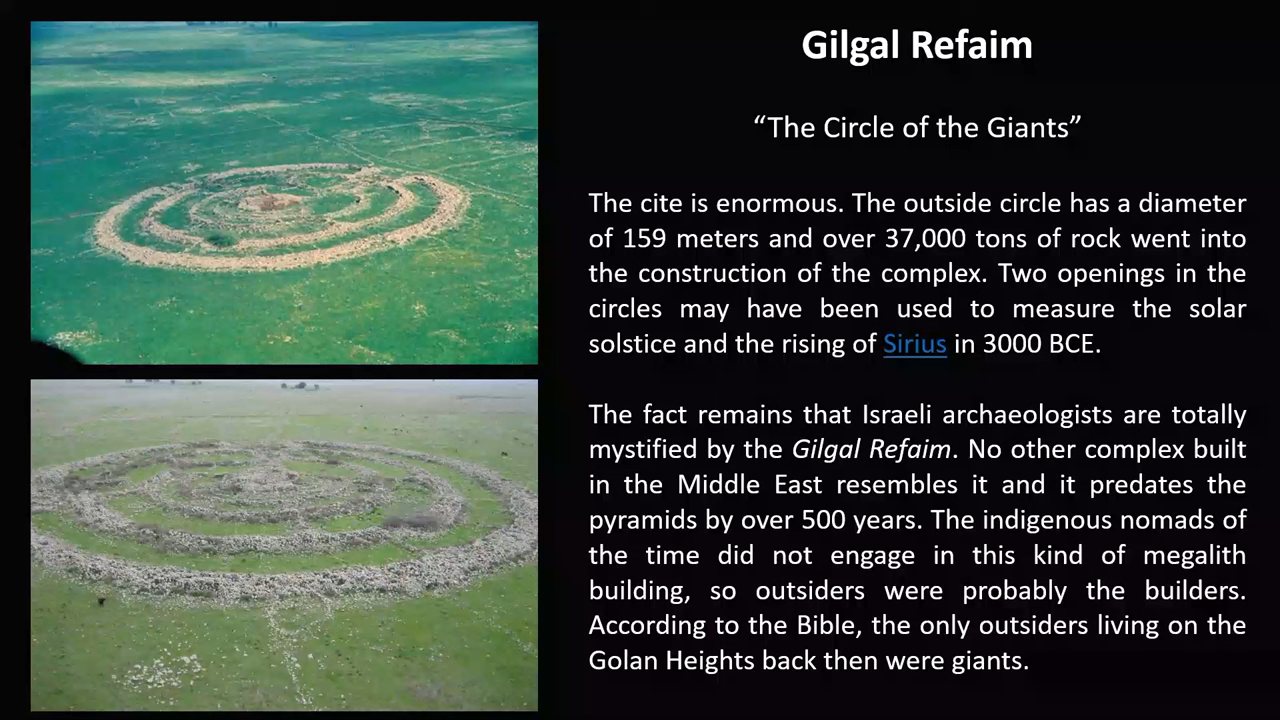 Gilgal Refaim
“The Circle of the Giants”
The cite is enormous. The outside circle has a diameter
of 159 meters and over 37,000 tons of rock went into
the construction of the complex. Two openings in the
circles may have been used to measure the solar
solstice and the rising of Sirius in 3000 BCE.
The fact remains that Israeli archaeologists are totally
mystified by the Gilgal Refaim. No other complex built
in the Middle East resembles it and it predates the
pyramids by over 500 years. The indigenous nomads of
the time did not engage in this kind of megalith
building, so outsiders were probably the builders.
According to the Bible, the only outsiders living on the
Golan Heights back then were giants.